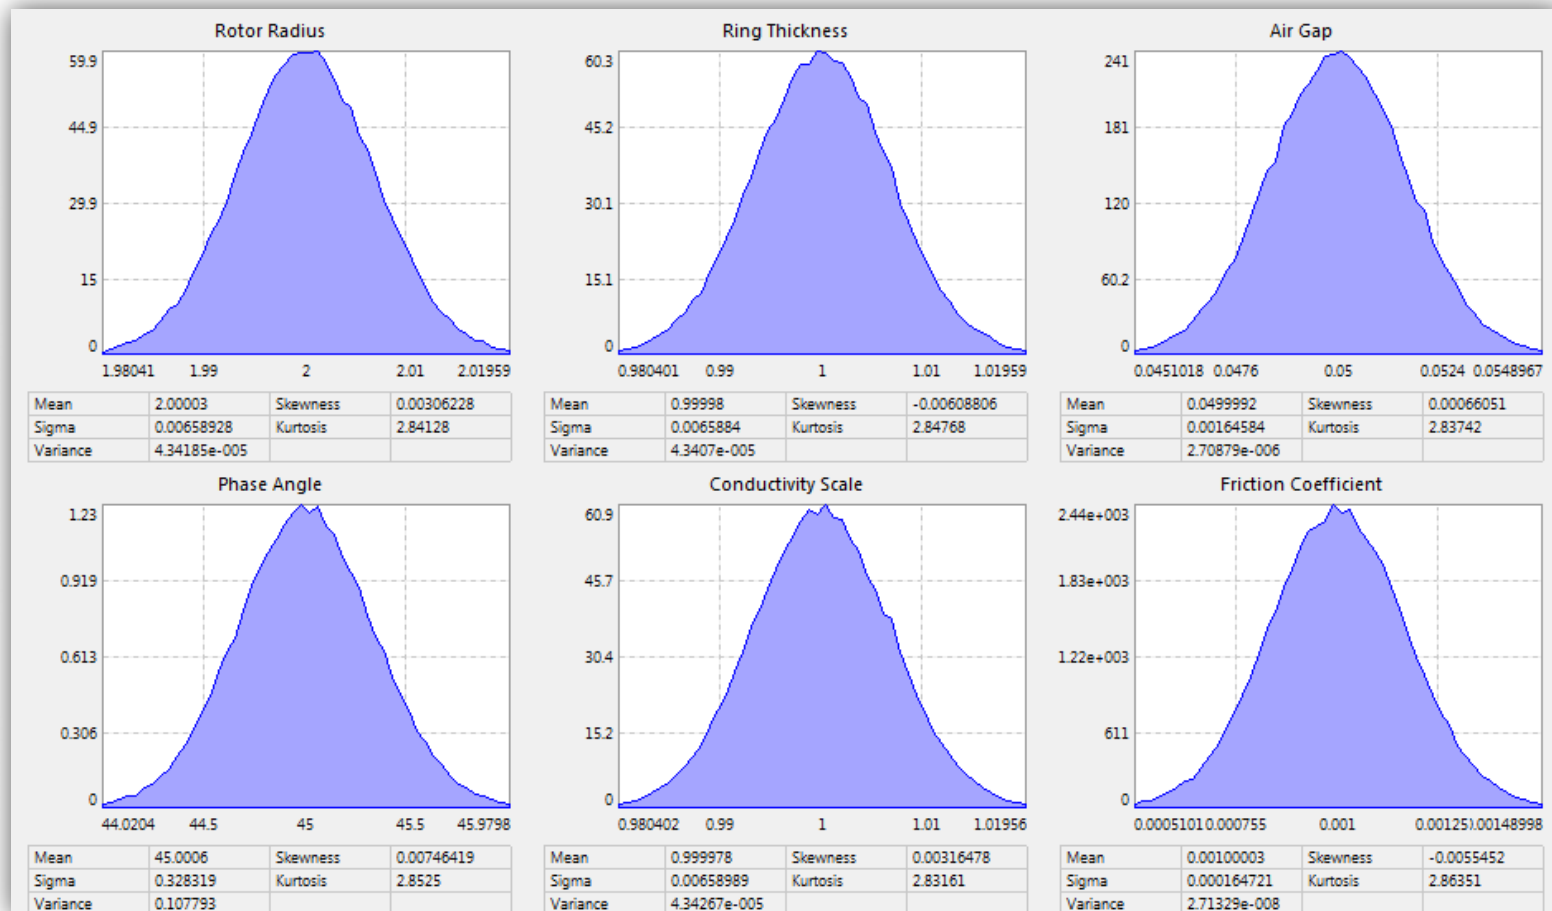 Rotor Radius
59.9
44.9
29.9
15
0
1.98041 1.99 2 2.01 2.01959
Mean 2.00003 Skewness 0.00306228
Sigma 0.00658928 Kurtosis 2.84128
Variance 4.34185e-005
Ring Thickness
60.3
45.2
30.1
15.1
0
0.980401 0.99 1 1.01 1.01959
Mean 0.99998 Skewness -0.00608806
Sigma 0.0065884 Kurtosis 2.84768
Variance 4.3407e-005
Air Gap
241
181
120
60.2
0
0.0451018 0.0476 0.05 0.0524 0.0548967
Mean 0.0499992 Skewness 0.00066051
Sigma 0.00164584 Kurtosis 2.83742
Variance 2.70879e-006
Phase Angle
1.23
0.919
0.613
0.306
0
44.0204 44.5 45 45.5 45.9798
Mean 45.0006 Skewness 0.00746419
Sigma 0.328319 Kurtosis 2.8525
Variance 0.107793
Conductivity Scale
60.9
45.7
30.4
15.2
0
0.980402 0.99 1 1.01 1.01956
Mean 0.999978 Skewness 0.00316478
Sigma 0.00658989 Kurtosis 2.83161
Variance 4.34267e-005
Friction Coefficient
2.44e+003
1.83e+003
1.22e+003
611
0
0.0005101 0.000755 0.001 0.00125 0.00148998
Mean 0.00100003 Skewness -0.0055452
Sigma 0.000164721 Kurtosis 2.86351
Variance 2.71329e-008